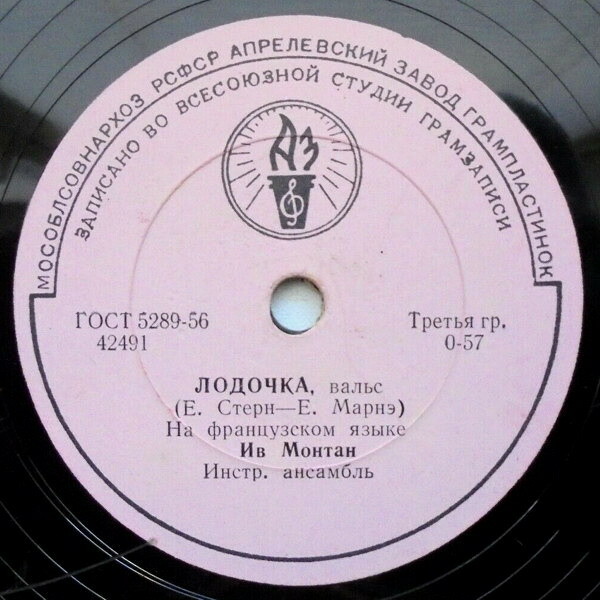 МОСОБЛСОВНАРХОЗ РСФСР АПРЕЛЕВСКИЙ ЗАВОД ГРАМПЛАСТИНОК
ЗАПИСАНО ВО ВСЕСОЮЗНОЙ СТУДИИ ГРАМЗАПИСИ
АЗ
ГОСТ 5289-56
42491
Третья гр.
0-57
ЛОДОЧКА, вальс
(Е. Стерн—Е. Марнэ)
На французском языке
Ив Монтан
Инстр. ансамбль